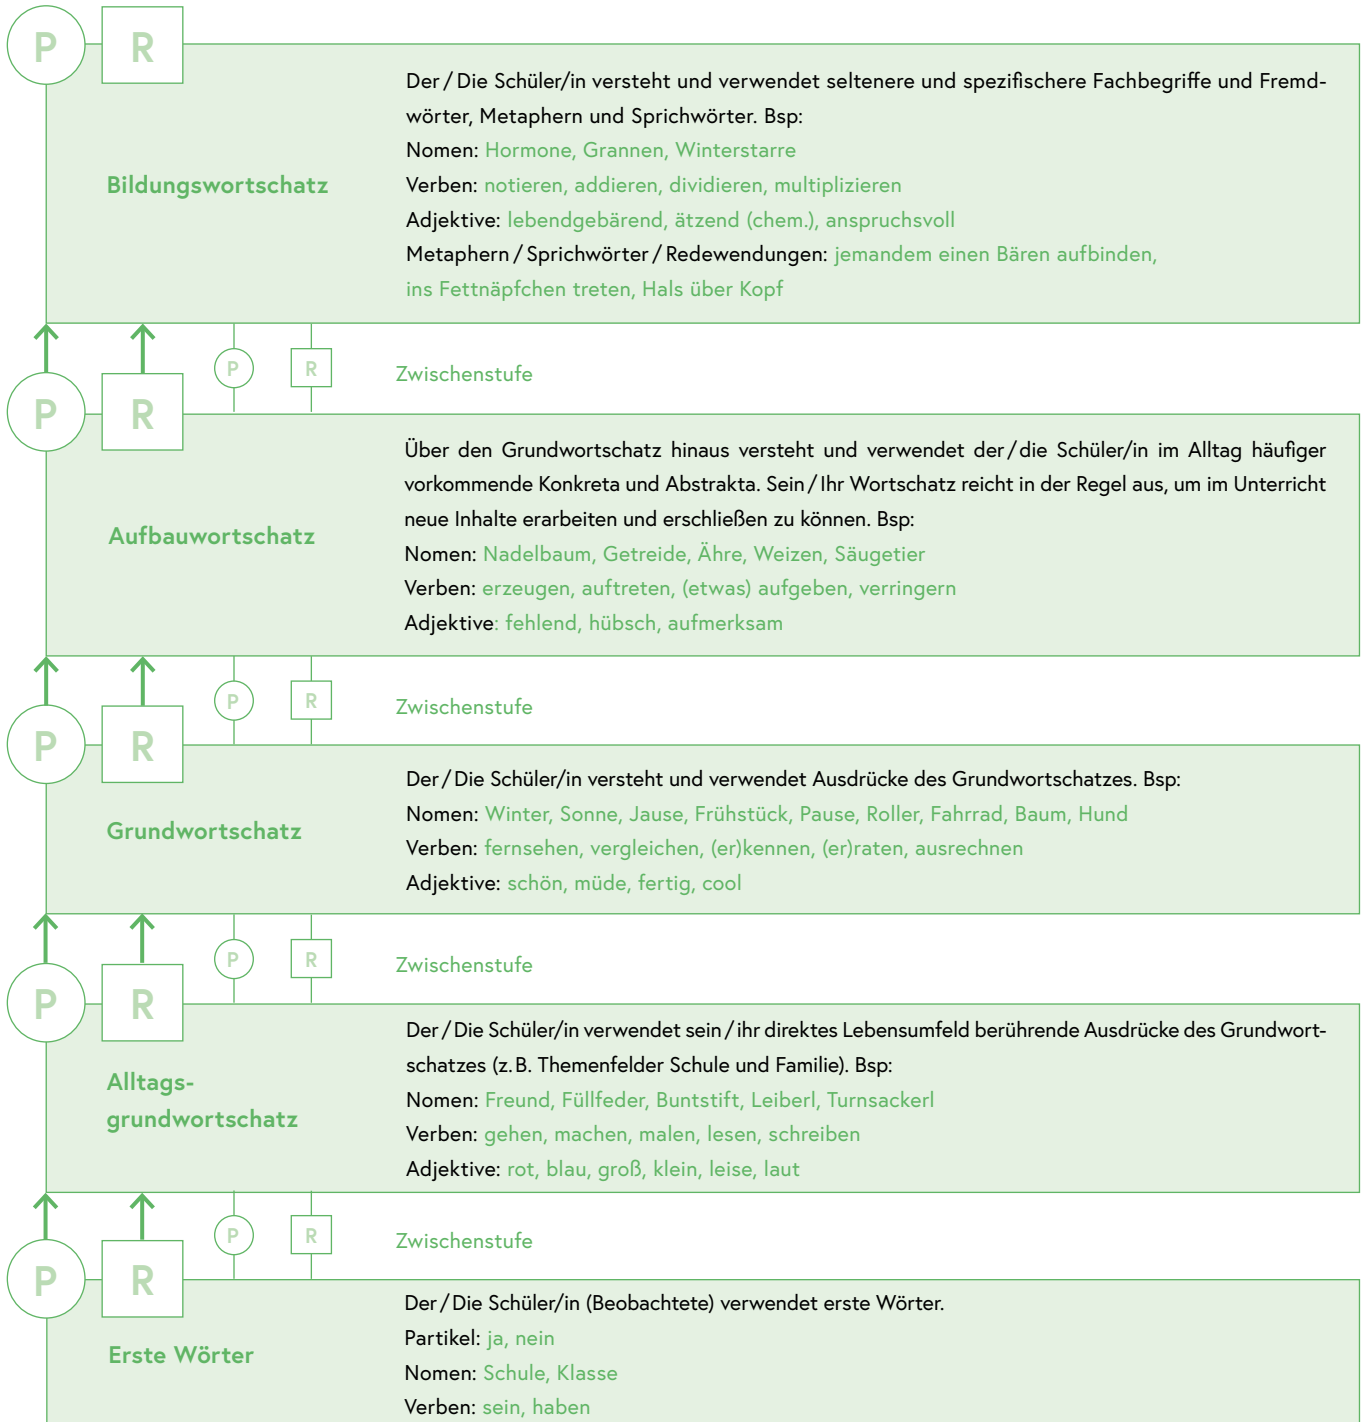 P R
Der / Die Schüler/in versteht und verwendet seltenere und spezifischere Fachbegriffe und Fremd-
wörter, Metaphern und Sprichwörter. Bsp:
Nomen: Hormone, Grannen, Winterstarre
Bildungswortschatz
Verben: notieren, addieren, dividieren, multiplizieren
Adjektive: lebendgebärend, ätzend (chem.), anspruchsvoll
Metaphern / Sprichwörter / Redewendungen: jemandem einen Bären aufbinden,
ins Fettnäpfchen treten, Hals über Kopf
P R Zwischenstufe
P R
Über den Grundwortschatz hinaus versteht und verwendet der / die Schüler/in im Alltag häufiger
vorkommende Konkreta und Abstrakta. Sein / Ihr Wortschatz reicht in der Regel aus, um im Unterricht
neue Inhalte erarbeiten und erschließen zu können. Bsp:
Aufbauwortschatz
Nomen: Nadelbaum, Getreide, Ähre, Weizen, Säugetier
Verben: erzeugen, auftreten, (etwas) aufgeben, verringern
Adjektive: fehlend, hübsch, aufmerksam
P R Zwischenstufe
P R
Der / Die Schüler/in versteht und verwendet Ausdrücke des Grundwortschatzes. Bsp:
Nomen: Winter, Sonne, Jause, Frühstück, Pause, Roller, Fahrrad, Baum, Hund
Grundwortschatz
Verben: fernsehen, vergleichen, (er)kennen, (er)raten, ausrechnen
Adjektive: schön, müde, fertig, cool
P R Zwischenstufe
P R
Der / Die Schüler/in verwendet sein / ihr direktes Lebensumfeld berührende Ausdrücke des Grundwort-
schatzes (z. B. Themenfelder Schule und Familie). Bsp:
Alltags-
grundwortschatz
Nomen: Freund, Füllfeder, Buntstift, Leiberl, Turnsackerl
Verben: gehen, machen, malen, lesen, schreiben
Adjektive: rot, blau, groß, klein, leise, laut
P R Zwischenstufe
P R
Der / Die Schüler/in (Beobachtete) verwendet erste Wörter.
Partikel: ja, nein
Erste Wörter
Nomen: Schule, Klasse
Verben: sein, haben